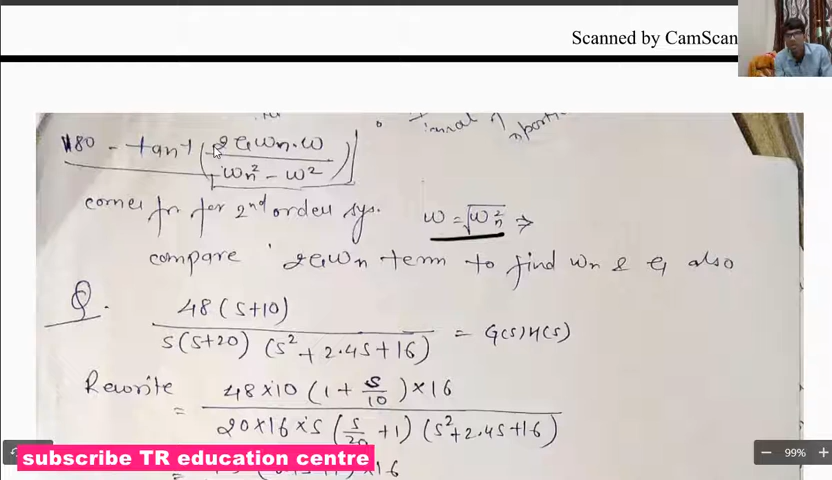 Scanned by CamScan
180 - tan-1 (2ζωn.ω / ωn² - ω²)
corner fr for 2nd order sys. ω = √ωn² ⇒
compare 2ζωn term to find ωn & ζ also
Q. 48(s+10) / s(s+20) (s²+2.4s+16) = G(s)H(s)
Rewrite = 48×10 (1 + s/10) ×16 / 20×16×s (s/20 +1) (s²+2.4s+16)
subscribe TR education centre
×16
99%